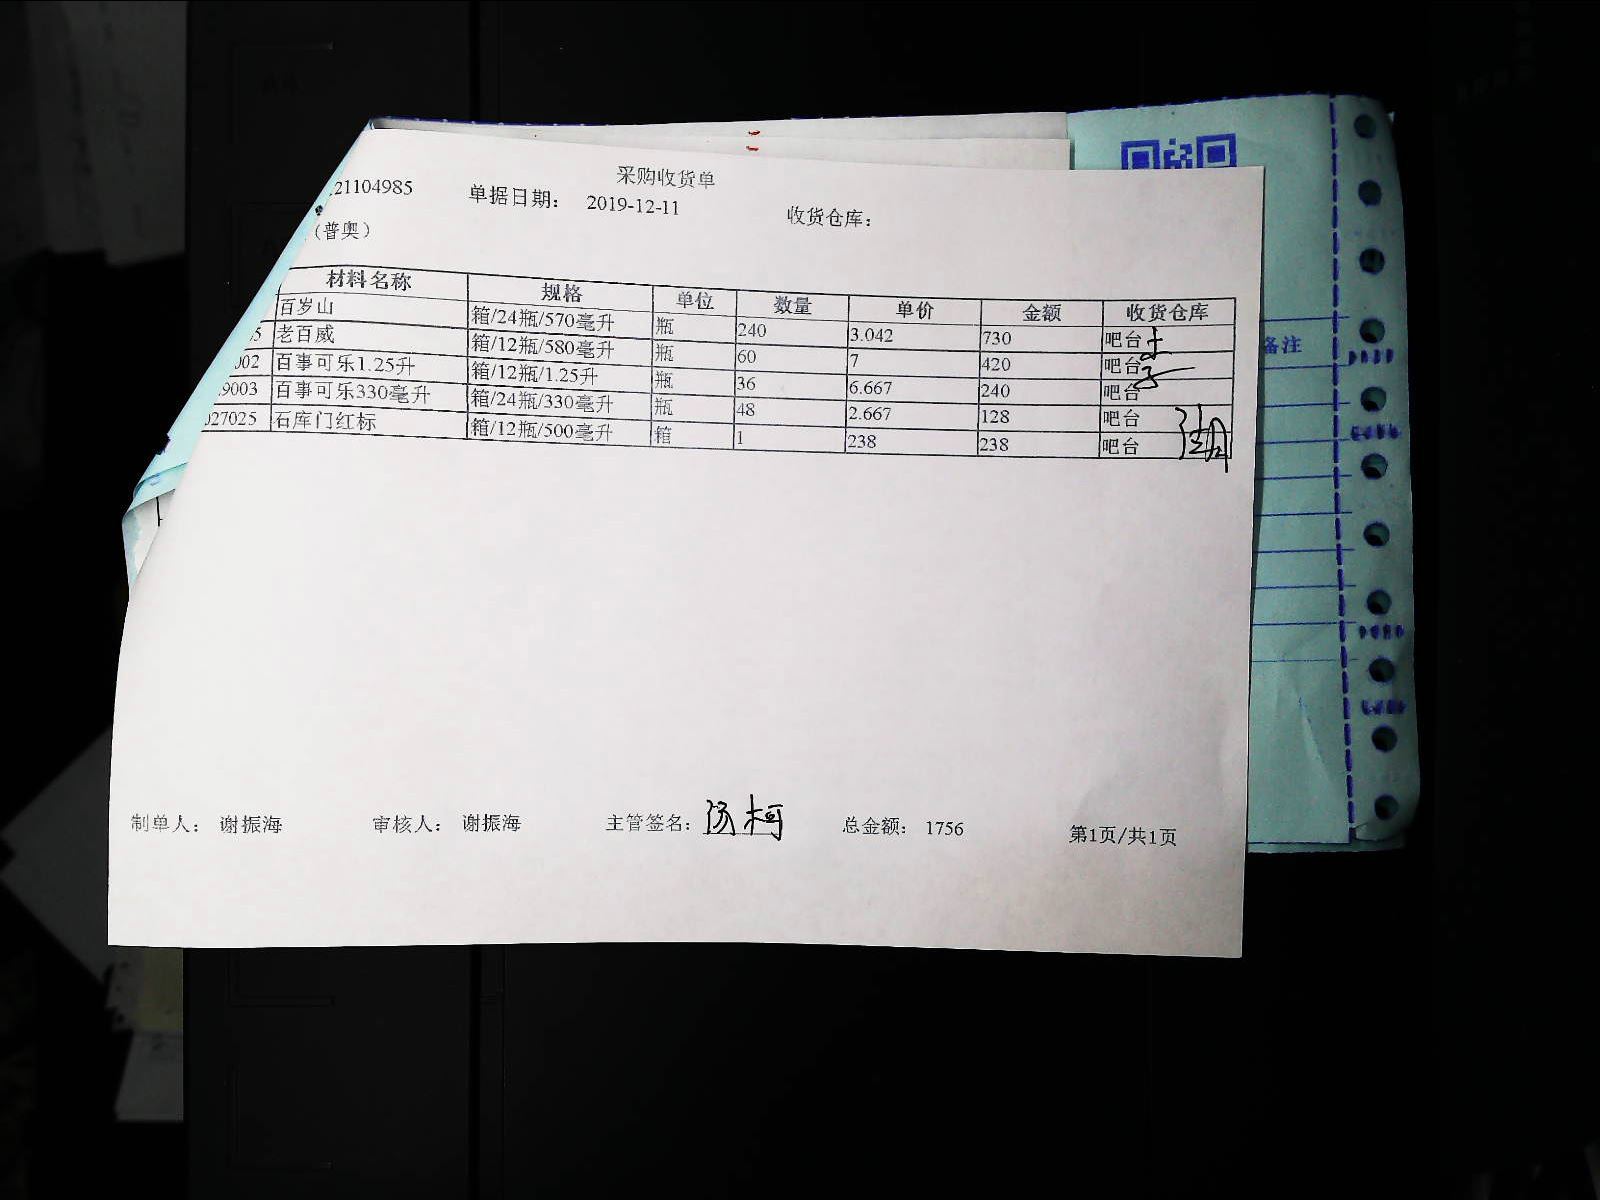 采购收货单
21104985 单据日期： 2019-12-11 收货仓库：
（普奥）
材料名称 规格 单位 数量 单价 金额 收货仓库
百岁山 箱/24瓶/570毫升 瓶 240 3.042 730 吧台
5 老百威 箱/12瓶/580毫升 瓶 60 7 420 吧台
002 百事可乐1.25升 箱/12瓶/1.25升 瓶 36 6.667 240 吧台
9003 百事可乐330毫升 箱/24瓶/330毫升 瓶 48 2.667 128 吧台
027025 石库门红标 箱/12瓶/500毫升 箱 1 238 238 吧台
备注
制单人： 谢振海 审核人： 谢振海 主管签名： 柯 总金额： 1756 第1页/共1页